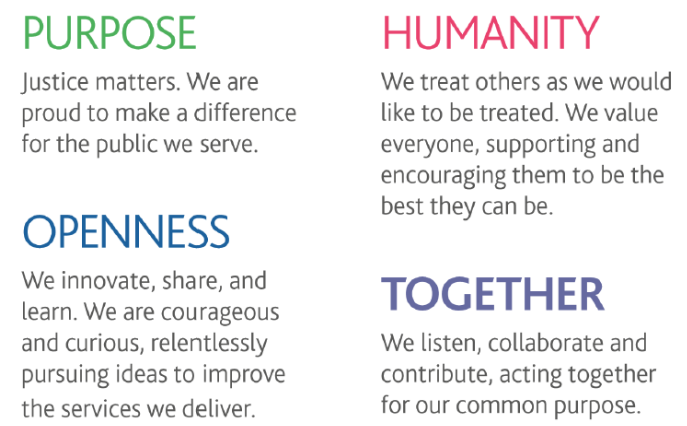 PURPOSE
Justice matters. We are
proud to make a difference
for the public we serve.
OPENNESS
We innovate, share, and
learn. We are courageous
and curious, relentlessly
pursuing ideas to improve
the services we deliver.
HUMANITY
We treat others as we would
like to be treated. We value
everyone, supporting and
encouraging them to be the
best they can be.
TOGETHER
We listen, collaborate and
contribute, acting together
for our common purpose.